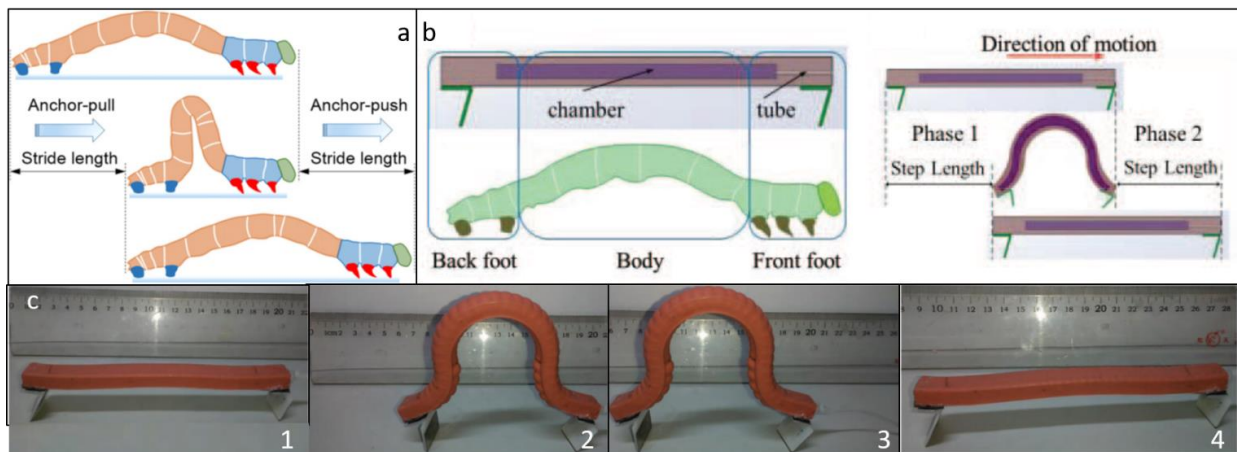 a
Anchor-pull
Stride length
Anchor-push
Stride length
b
chamber
tube
Back foot
Body
Front foot
Direction of motion
Phase 1
Step Length
Phase 2
Step Length
c
1
2
3
4